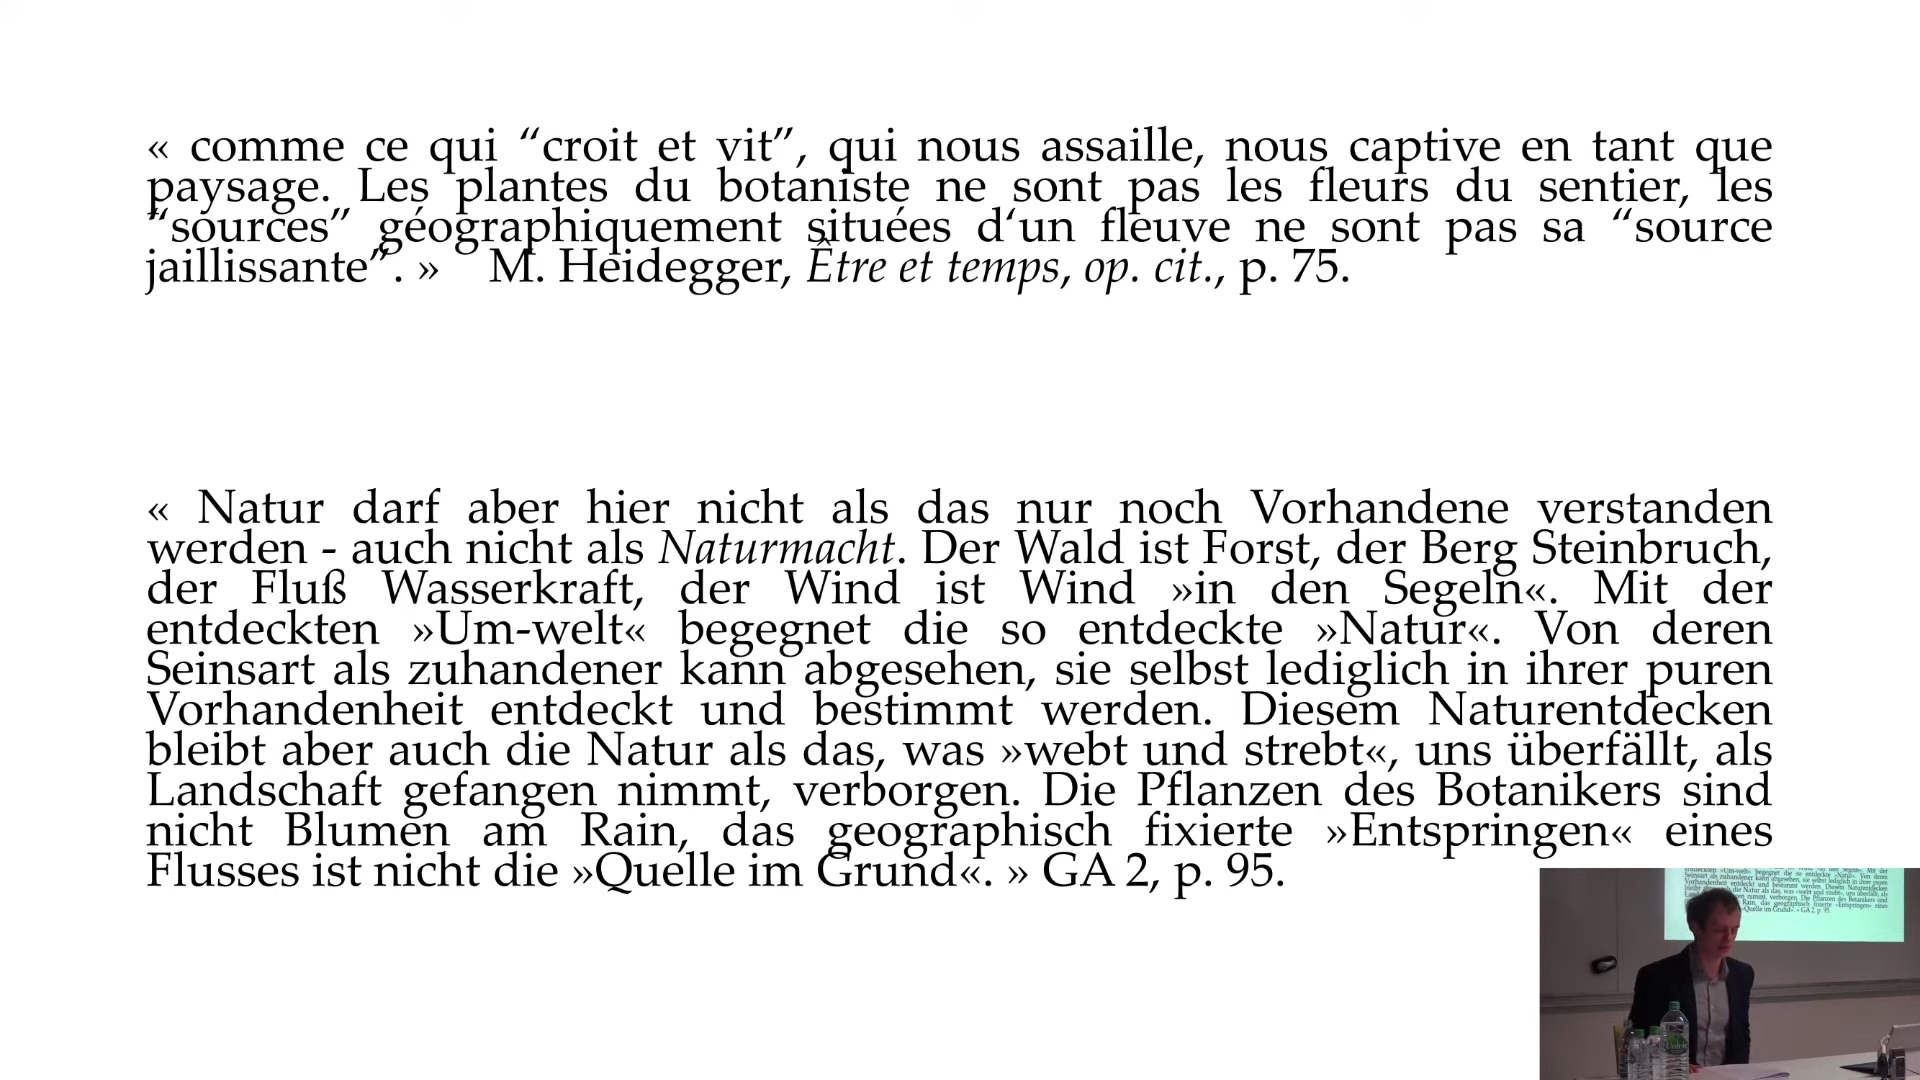 « comme ce qui “croit et vit”, qui nous assaille, nous captive en tant que
paysage. Les plantes du botaniste ne sont pas les fleurs du sentier, les
“sources” géographiquement situées d‘un fleuve ne sont pas sa “source
jaillissante”. » M. Heidegger, Être et temps, op. cit., p. 75.
« Natur darf aber hier nicht als das nur noch Vorhandene verstanden
werden - auch nicht als Naturmacht. Der Wald ist Forst, der Berg Steinbruch,
der Fluß Wasserkraft, der Wind ist Wind »in den Segeln«. Mit der
entdeckten »Um-welt« begegnet die so entdeckte »Natur«. Von deren
Seinsart als zuhandener kann abgesehen, sie selbst lediglich in ihrer puren
Vorhandenheit entdeckt und bestimmt werden. Diesem Naturentdecken
bleibt aber auch die Natur als das, was »webt und strebt«, uns überfällt, als
Landschaft gefangen nimmt, verborgen. Die Pflanzen des Botanikers sind
nicht Blumen am Rain, das geographisch fixierte »Entspringen« eines
Flusses ist nicht die »Quelle im Grund«. » GA 2, p. 95.